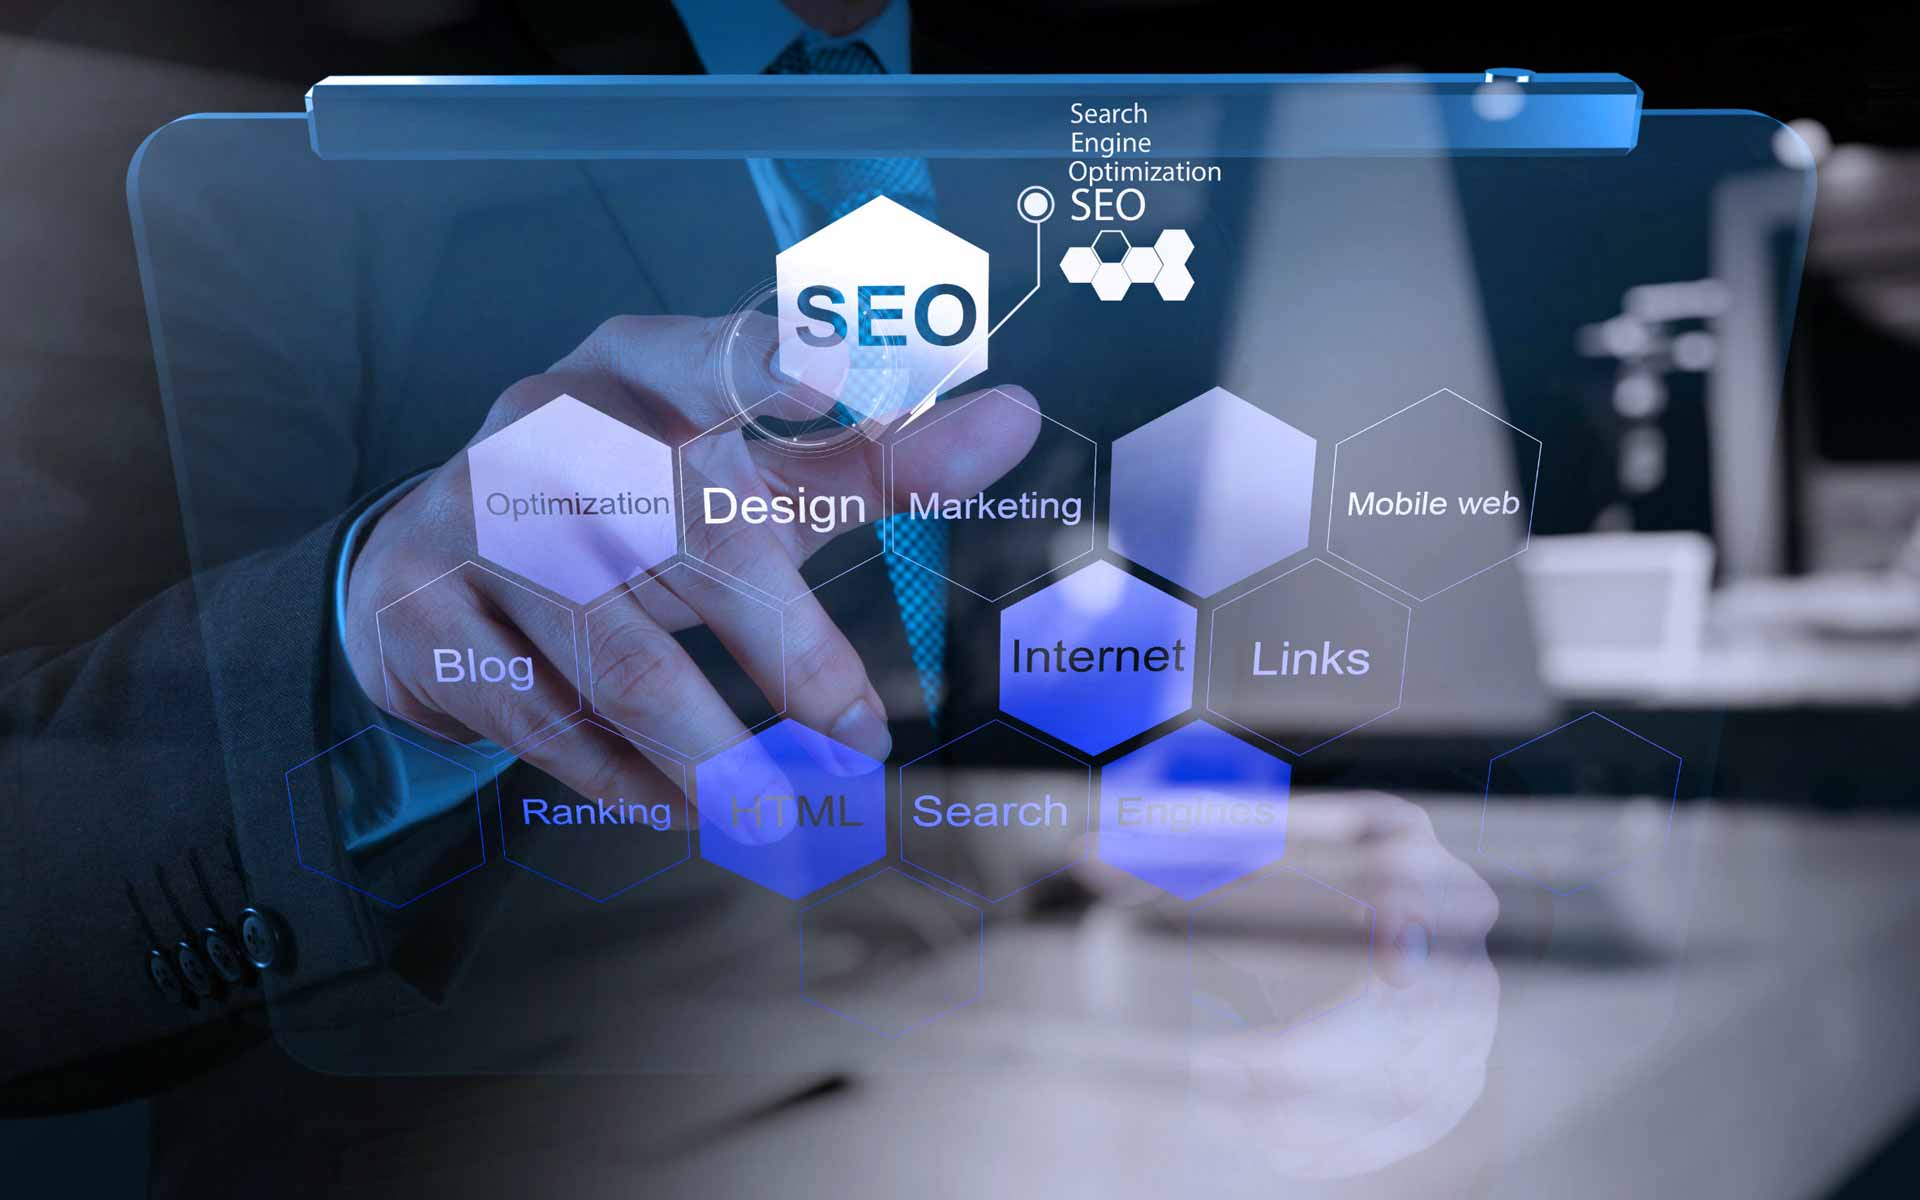 Search
Engine
Optimization
SEO
SEO
Optimization
Design
Marketing
Mobile web
Blog
Internet
Links
Ranking
HTML
Search
Engines